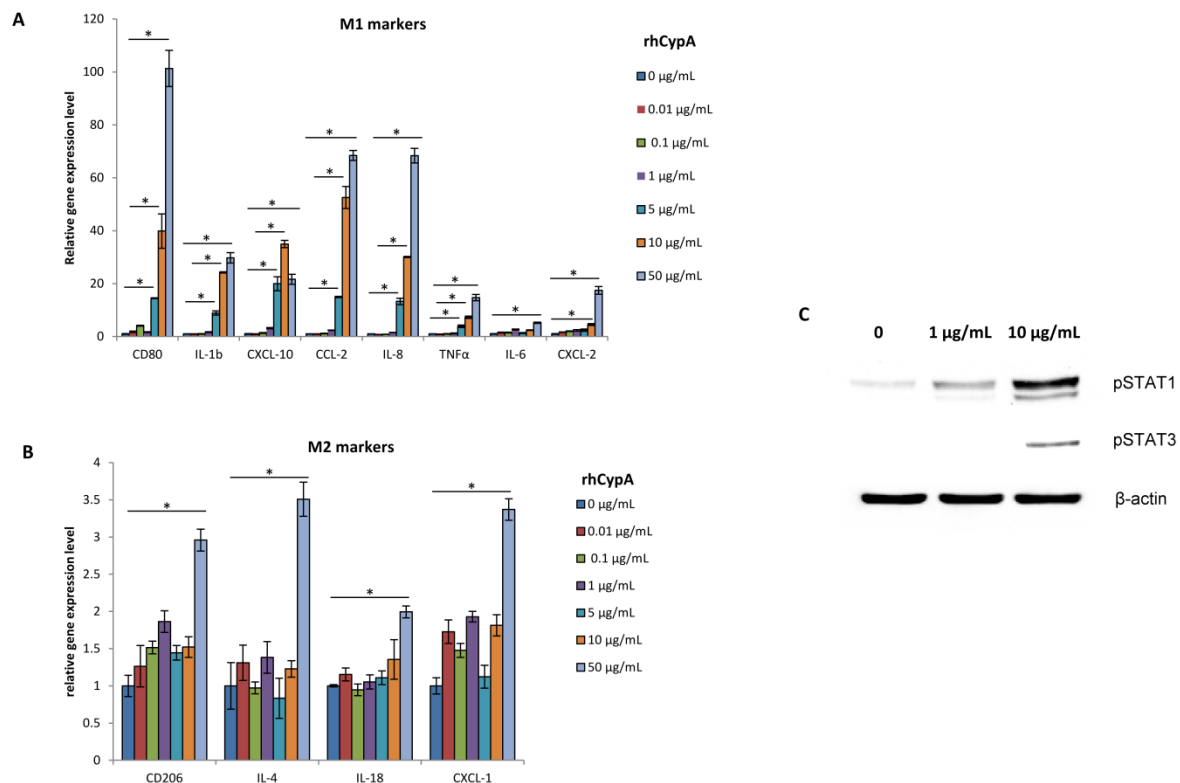 A
M1 markers
Relative gene expression level
120
100
80
60
40
20
0
* * * * * * * * * * * * * * * * * * * * *
CD80 IL-1b CXCL-10 CCL-2 IL-8 TNFα IL-6 CXCL-2
rhCypA
0 µg/mL
0.01 µg/mL
0.1 µg/mL
1 µg/mL
5 µg/mL
10 µg/mL
50 µg/mL
B
M2 markers
relative expression level
4
3.5
3
2.5
2
1.5
1
0.5
0
* * * *
CD206 IL-4 IL-18 CXCL-1
rhCypA
0 µg/mL
0.01 µg/mL
0.1 µg/mL
1 µg/mL
5 µg/mL
10 µg/mL
50 µg/mL
C
0 1 µg/mL 10 µg/mL
pSTAT1
pSTAT3
β-actin